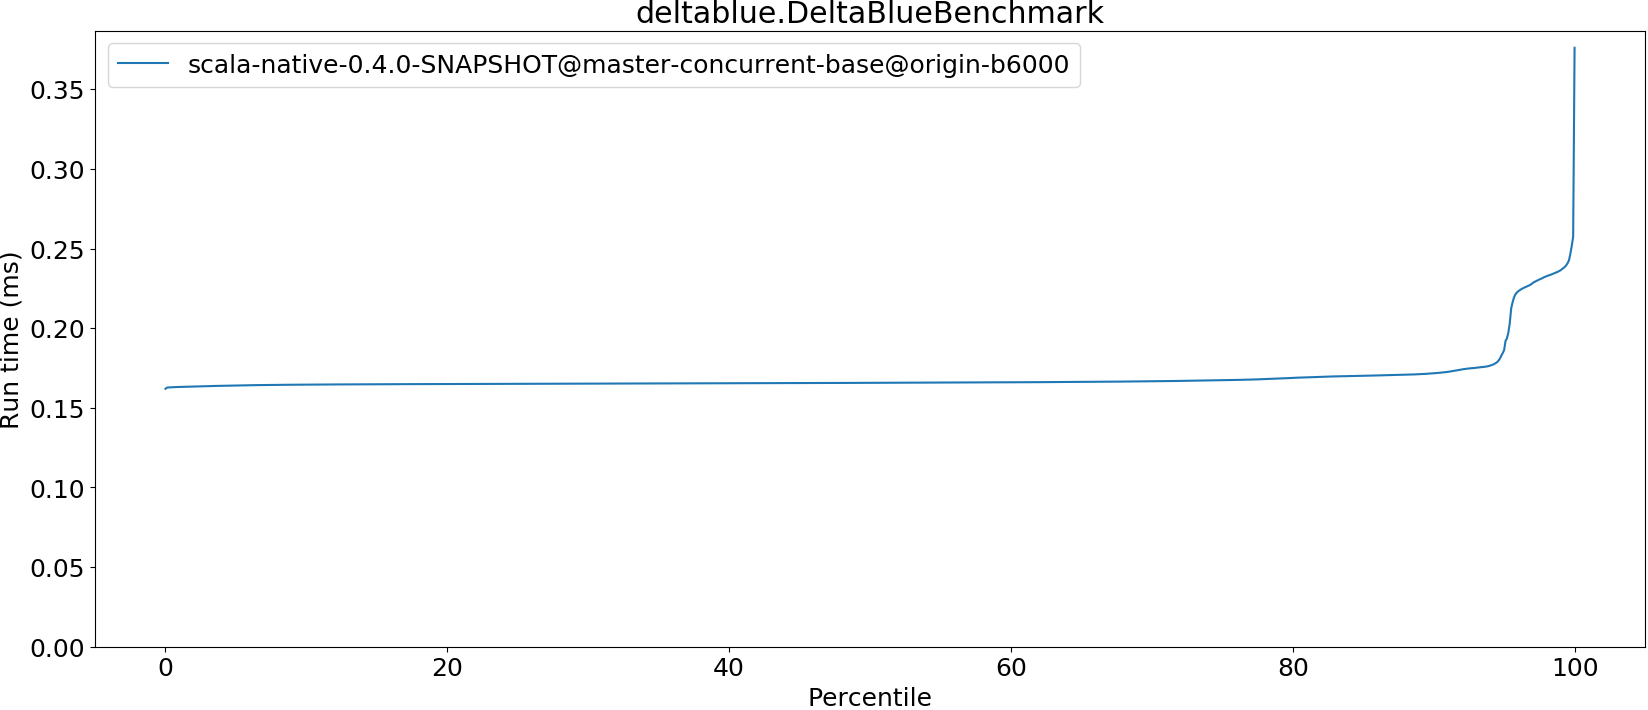 deltablue.DeltaBlueBenchmark
scala-native-0.4.0-SNAPSHOT@master-concurrent-base@origin-b6000
Run time (ms)
0.35
0.30
0.25
0.20
0.15
0.10
0.05
0.00
0 20 40 60 80 100
Percentile